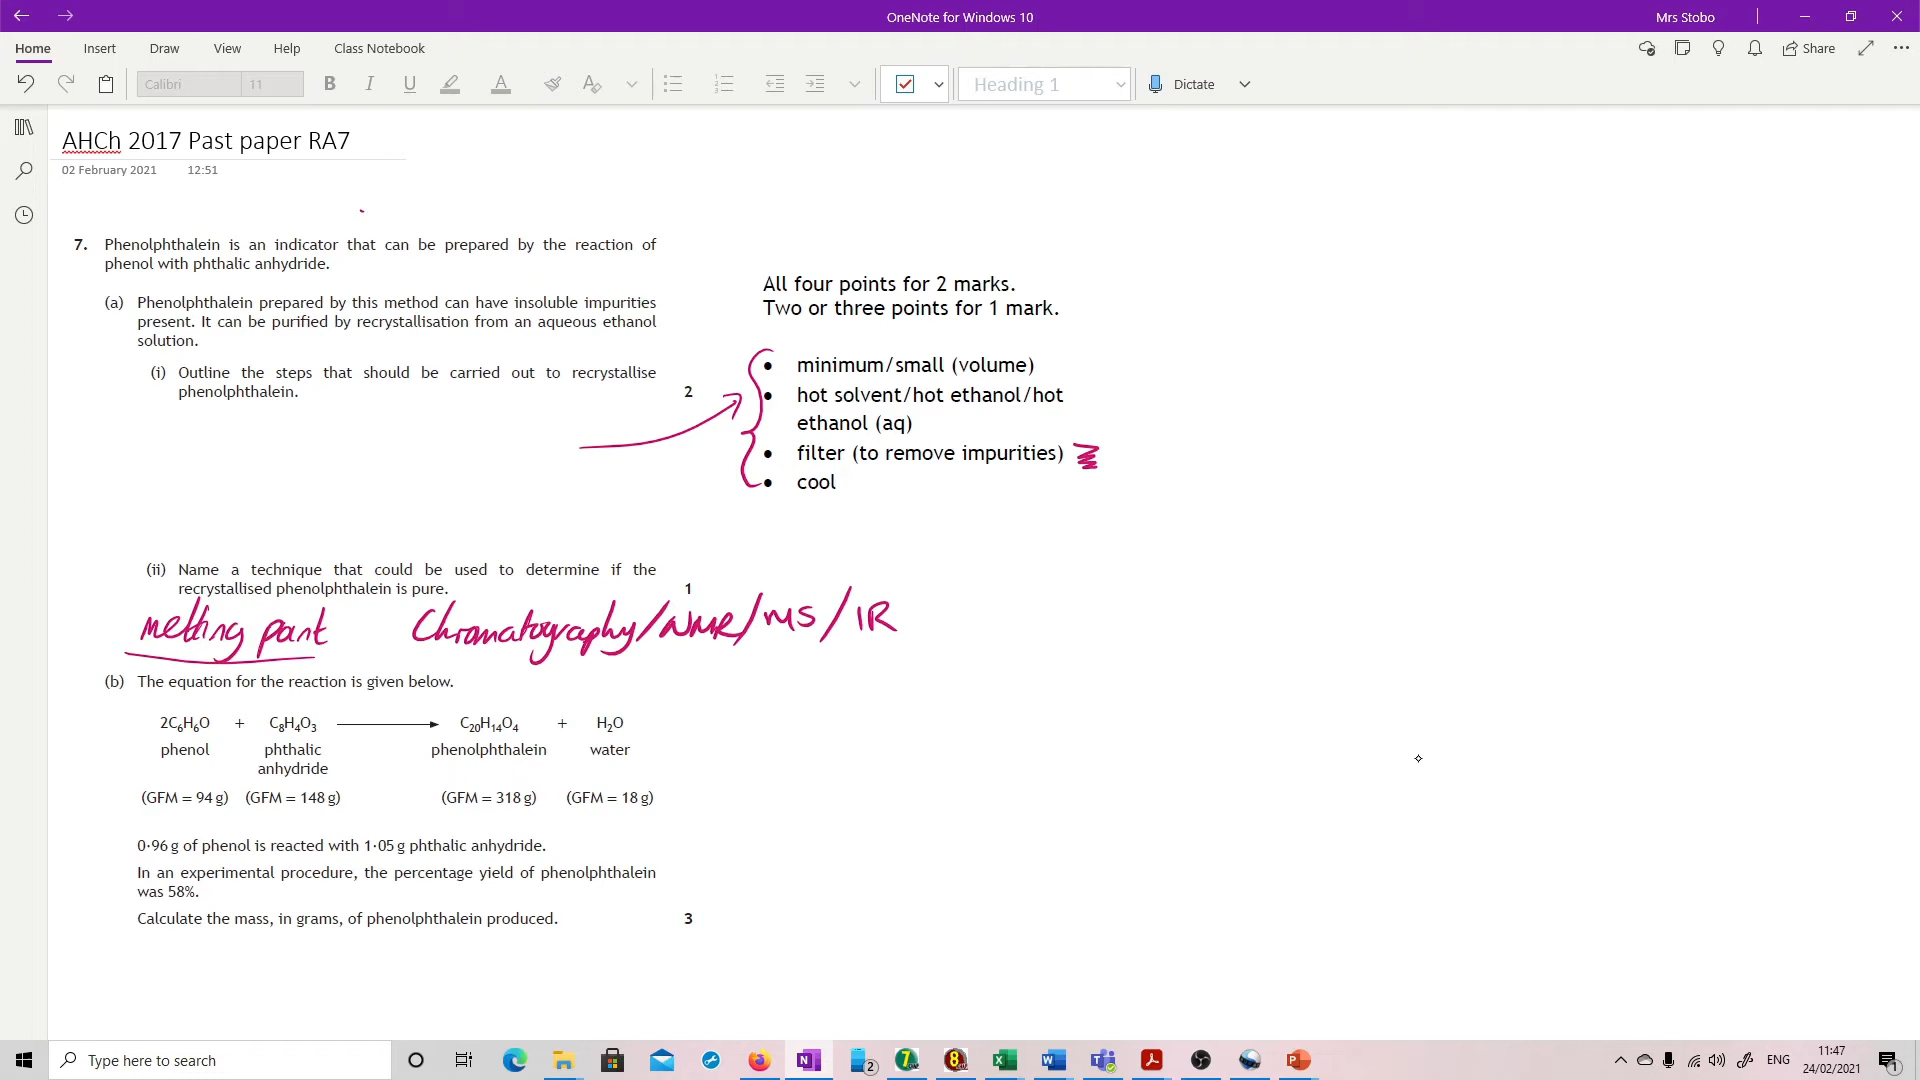 OneNote for Windows 10
Mrs Stobo
Home Insert Draw View Help Class Notebook
Share
Calibri 11 B I U A Heading 1 Dictate
AHCh 2017 Past paper RA7
02 February 2021 12:51
7. Phenolphthalein is an indicator that can be prepared by the reaction of
phenol with phthalic anhydride.
(a) Phenolphthalein prepared by this method can have insoluble impurities
present. It can be purified by recrystallisation from an aqueous ethanol
solution.
(i) Outline the steps that should be carried out to recrystallise
phenolphthalein. 2
All four points for 2 marks.
Two or three points for 1 mark.
• minimum/small (volume)
• hot solvent/hot ethanol/hot
ethanol (aq)
• filter (to remove impurities)
• cool
(ii) Name a technique that could be used to determine if the
recrystallised phenolphthalein is pure. 1
Melting point Chromatography/NMR/MS/IR
(b) The equation for the reaction is given below.
2C₆H₆O + C₈H₄O₃ → C₂₀H₁₄O₄ + H₂O
phenol phthalic phenolphthalein water
anhydride
(GFM = 94 g) (GFM = 148 g) (GFM = 318 g) (GFM = 18 g)
0·96 g of phenol is reacted with 1·05 g phthalic anhydride.
In an experimental procedure, the percentage yield of phenolphthalein
was 58%.
Calculate the mass, in grams, of phenolphthalein produced. 3
Type here to search
ENG
11:47
24/02/2021